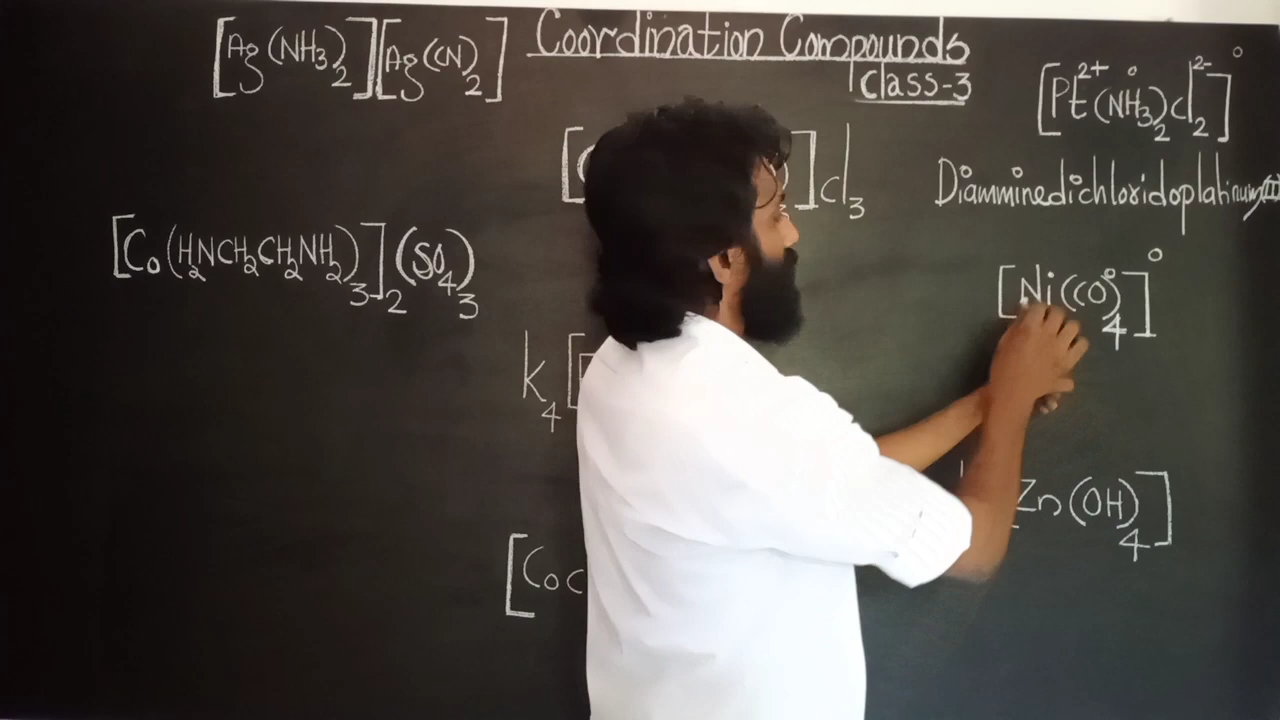 Coordination Compounds
Class-3
[Ag(NH3)2][Ag(CN)2]
[Pt2+(NH3°)2Cl2 2-]°
]Cl3
Diamminedichloridoplatinum
[Co(H2NCH2CH2NH2)3]2(SO4)3
[Ni(CO°)4]°
K4[
Zn(OH)4]
[CoC